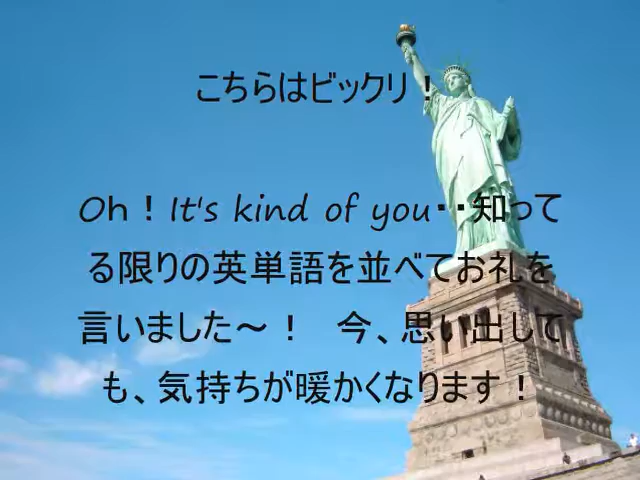 こちらはビックリ！
Oh！It's kind of you・・知って
る限りの英単語を並べてお礼を
言いました～！　今、思い出して
も、気持ちが暖かくなります！